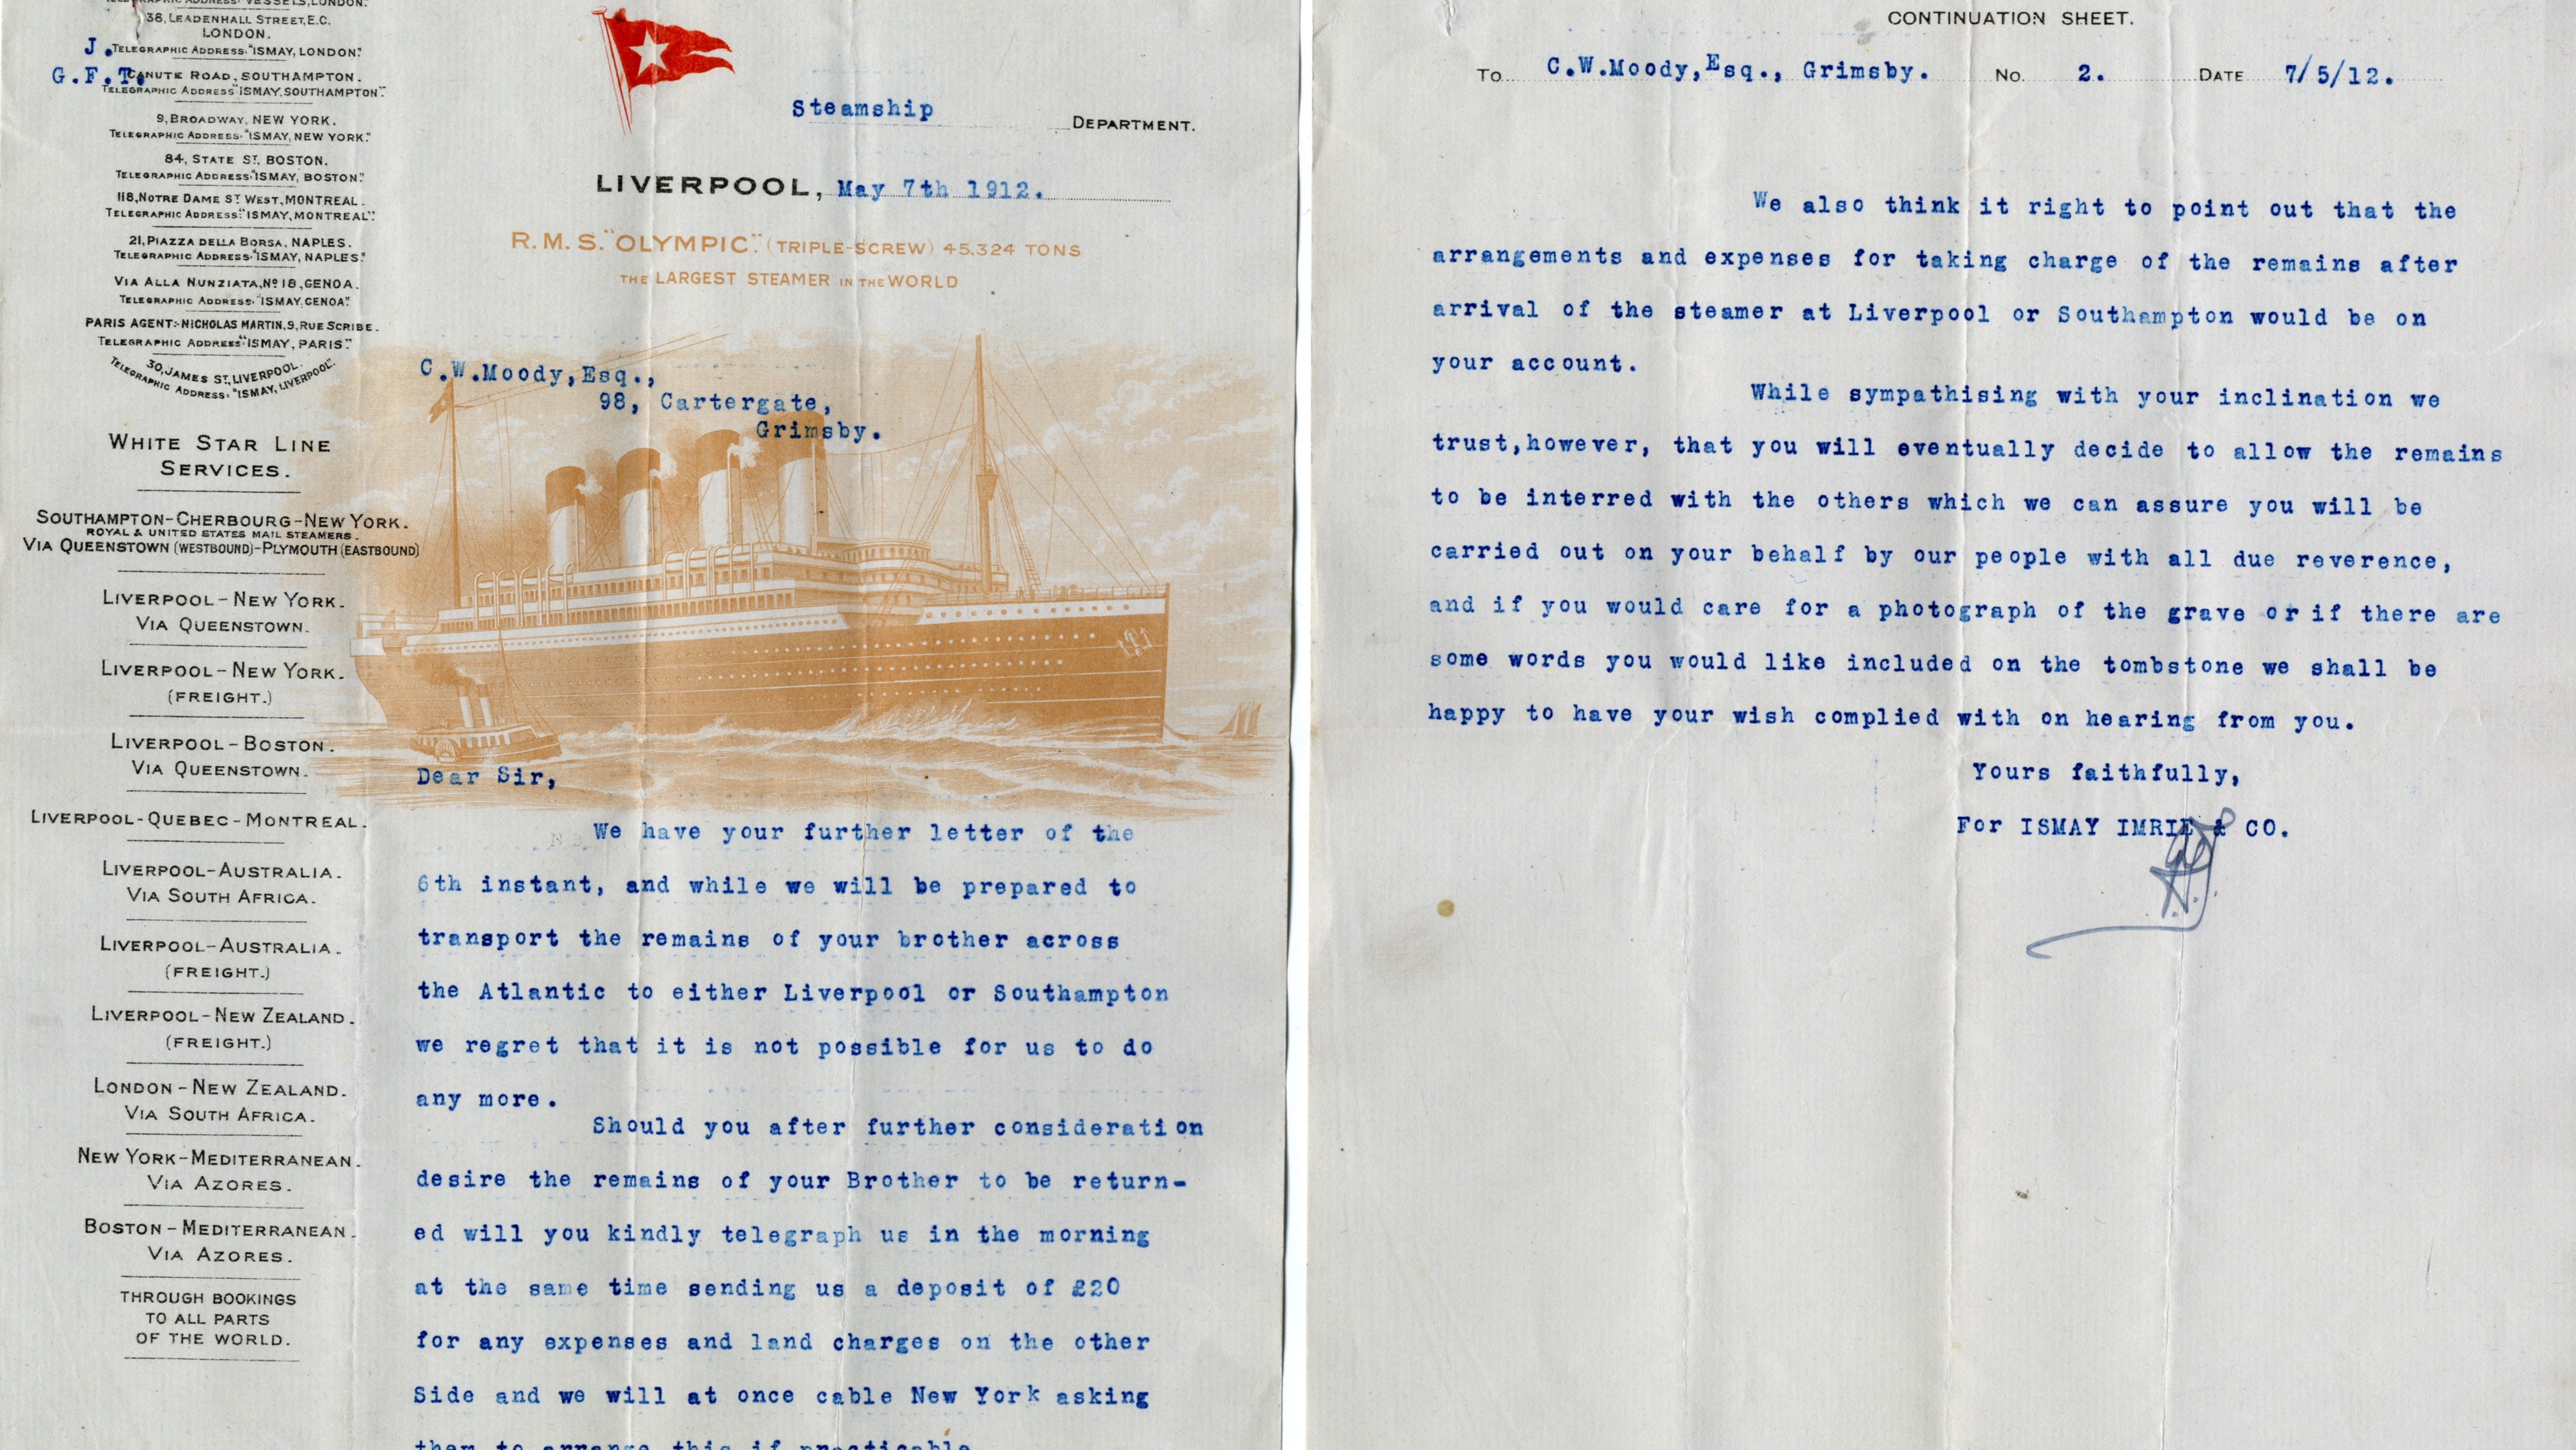 TELEGRAPHIC ADDRESS: "VESSELS, LONDON."
38, LEADENHALL STREET, E.C.
LONDON.
J.
TELEGRAPHIC ADDRESS: "ISMAY, LONDON."
G.F.T.
CANUTE ROAD, SOUTHAMPTON.
TELEGRAPHIC ADDRESS "ISMAY, SOUTHAMPTON".
9, BROADWAY, NEW YORK.
TELEGRAPHIC ADDRESS: "ISMAY, NEW YORK."
84, STATE ST, BOSTON.
TELEGRAPHIC ADDRESS: "ISMAY, BOSTON."
118, NOTRE DAME ST WEST, MONTREAL.
TELEGRAPHIC ADDRESS: "ISMAY, MONTREAL".
21, PIAZZA DELLA BORSA, NAPLES.
TELEGRAPHIC ADDRESS: "ISMAY, NAPLES."
VIA ALLA NUNZIATA, No 18, GENOA.
TELEGRAPHIC ADDRESS: "ISMAY, GENOA."
PARIS AGENT:- NICHOLAS MARTIN, 9, RUE SCRIBE.
TELEGRAPHIC ADDRESS: "ISMAY, PARIS."
30, JAMES ST, LIVERPOOL.
TELEGRAPHIC ADDRESS: "ISMAY, LIVERPOOL."
WHITE STAR LINE
SERVICES.
SOUTHAMPTON-CHERBOURG-NEW YORK.
ROYAL & UNITED STATES MAIL STEAMERS.
VIA QUEENSTOWN (WESTBOUND)-PLYMOUTH (EASTBOUND)
LIVERPOOL-NEW YORK.
VIA QUEENSTOWN.
LIVERPOOL-NEW YORK.
(FREIGHT.)
LIVERPOOL-BOSTON.
VIA QUEENSTOWN.
LIVERPOOL-QUEBEC-MONTREAL.
LIVERPOOL-AUSTRALIA.
VIA SOUTH AFRICA.
LIVERPOOL-AUSTRALIA.
(FREIGHT.)
LIVERPOOL-NEW ZEALAND.
(FREIGHT.)
LONDON-NEW ZEALAND.
VIA SOUTH AFRICA.
NEW YORK-MEDITERRANEAN.
VIA AZORES.
BOSTON-MEDITERRANEAN.
VIA AZORES.
THROUGH BOOKINGS
TO ALL PARTS
OF THE WORLD.
Steamship DEPARTMENT.
LIVERPOOL, May 7th 1912.
R.M.S. "OLYMPIC". (TRIPLE-SCREW) 45,324 TONS
THE LARGEST STEAMER IN THE WORLD
C.W.Moody,Esq.,
98, Cartergate,
Grimsby.
Dear Sir,
We have your further letter of the
6th instant, and while we will be prepared to
transport the remains of your brother across
the Atlantic to either Liverpool or Southampton
we regret that it is not possible for us to do
any more.
Should you after further consideration
desire the remains of your Brother to be return-
ed will you kindly telegraph us in the morning
at the same time sending us a deposit of £20
for any expenses and land charges on the other
Side and we will at once cable New York asking
them to arrange this if practicable.
CONTINUATION SHEET.
To C.W.Moody,Esq., Grimsby. No. 2. DATE 7/5/12.
We also think it right to point out that the
arrangements and expenses for taking charge of the remains after
arrival of the steamer at Liverpool or Southampton would be on
your account.
While sympathising with your inclination we
trust,however, that you will eventually decide to allow the remains
to be interred with the others which we can assure you will be
carried out on your behalf by our people with all due reverence,
and if you would care for a photograph of the grave or if there are
some words you would like included on the tombstone we shall be
happy to have your wish complied with on hearing from you.
Yours faithfully,
For ISMAY IMRIE & CO.